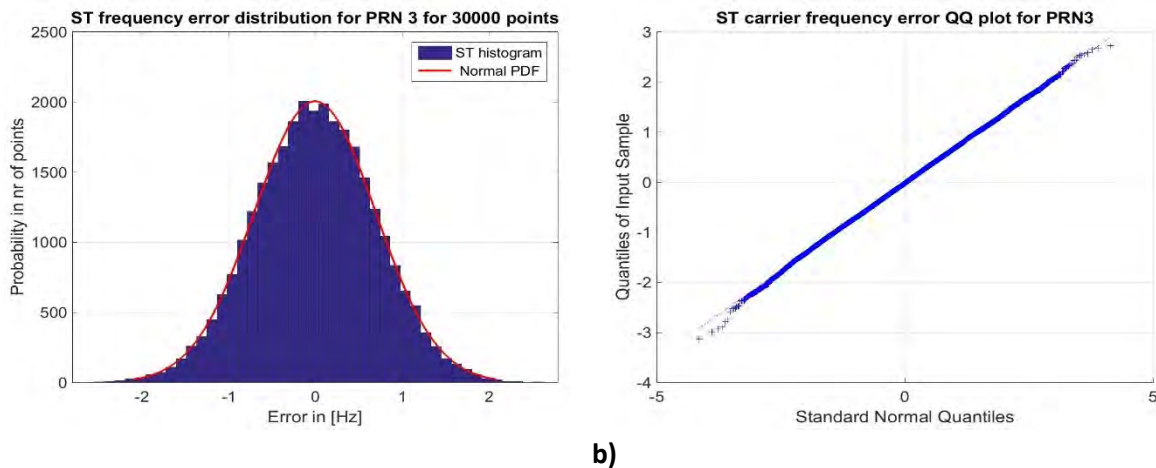 ST frequency error distribution for PRN 3 for 30000 points
2500
2000
1500
1000
500
0
Probability in nr of points
ST histogram
Normal PDF
-2
-1
0
1
2
Error in [Hz]
ST carrier frequency error QQ plot for PRN3
3
2
1
0
-1
-2
-3
-4
Quantiles of Input Sample
-5
0
5
Standard Normal Quantiles
b)